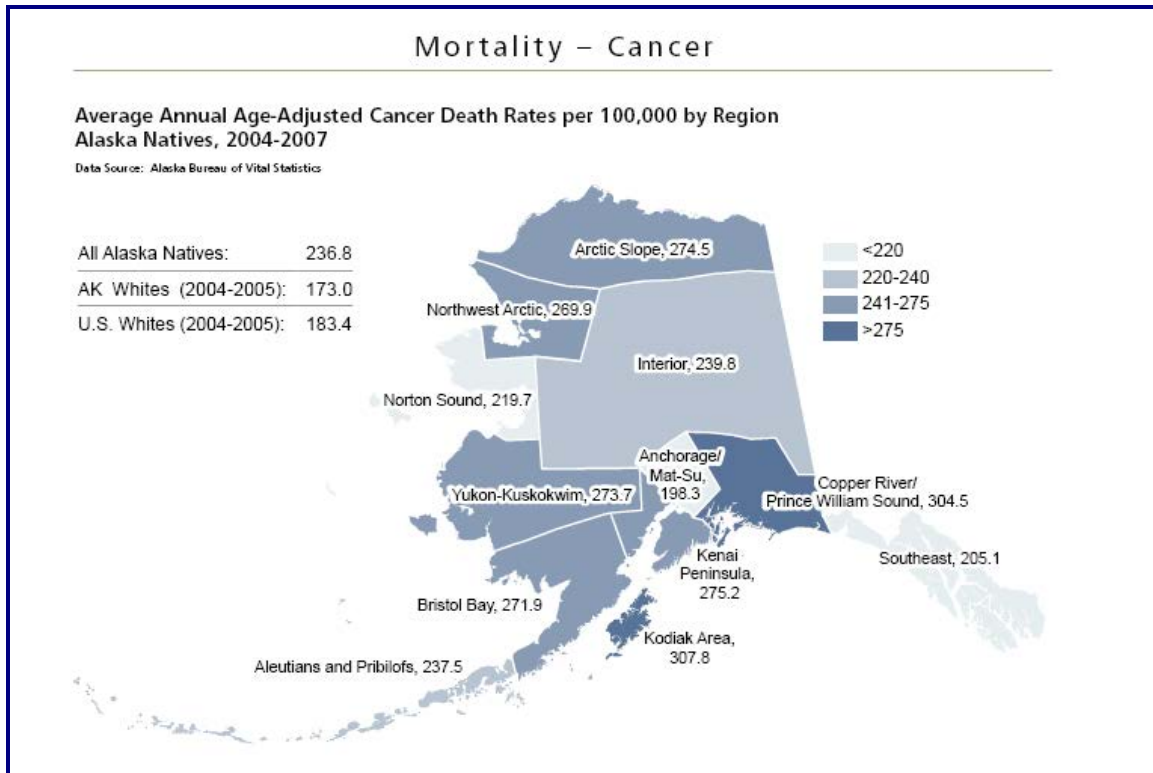 Mortality – Cancer
Average Annual Age-Adjusted Cancer Death Rates per 100,000 by Region
Alaska Natives, 2004-2007
Data Source: Alaska Bureau of Vital Statistics
All Alaska Natives: 236.8
AK Whites (2004-2005): 173.0
U.S. Whites (2004-2005): 183.4
<220
220-240
241-275
>275
Arctic Slope, 274.5
Northwest Arctic, 269.9
Interior, 239.8
Norton Sound, 219.7
Anchorage/
Mat-Su,
198.3
Yukon-Kuskokwim, 273.7
Copper River/
Prince William Sound, 304.5
Southeast, 205.1
Kenai
Peninsula,
275.2
Bristol Bay, 271.9
Kodiak Area,
307.8
Aleutians and Pribilofs, 237.5